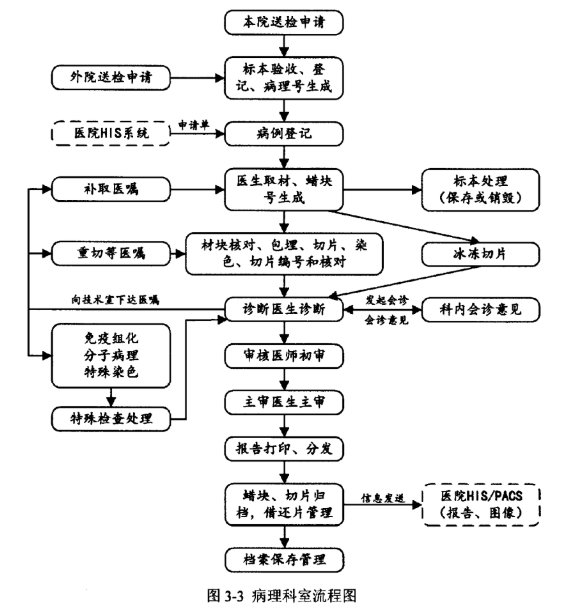 本院送检申请
外院送检申请
标本验收、登
记、病理号生成
医院HIS系统
申请单
病例登记
补取医嘱
医生取材、蜡块
号生成
标本处理
（保存或销毁）
重切等医嘱
材块核对、包埋、切片、染
色、切片编号和核对
冰冻切片
向技术室下达医嘱
诊断医生诊断
发起会诊
会诊意见
科内会诊意见
免疫组化
分子病理
特殊染色
审核医师初审
特殊检查处理
主审医生主审
报告打印、分发
蜡块、切片归
档，借还片管理
信息发送
医院HIS/PACS
（报告、图像）
档案保存管理
图 3-3 病理科室流程图